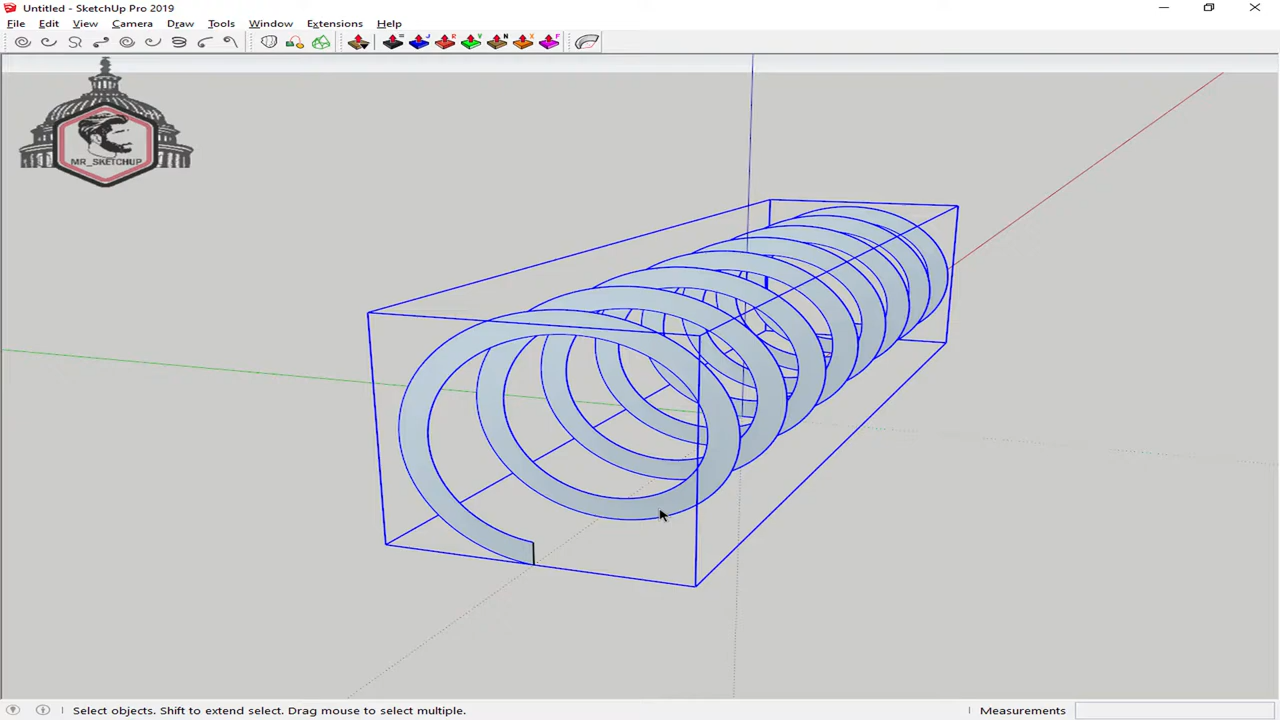 Untitled - SketchUp Pro 2019
File Edit View Camera Draw Tools Window Extensions Help
= J R V N X F
MR_SKETCHUP
Select objects. Shift to extend select. Drag mouse to select multiple. Measurements